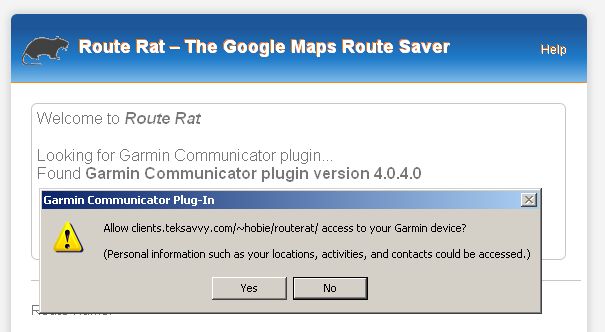 Route Rat – The Google Maps Route Saver
Help
Welcome to Route Rat
Looking for Garmin Communicator plugin...
Found Garmin Communicator plugin version 4.0.4.0
Garmin Communicator Plug-In
Allow clients.teksavvy.com/~hobie/routerat/ access to your Garmin device?
(Personal information such as your locations, activities, and contacts could be accessed.)
Yes
No